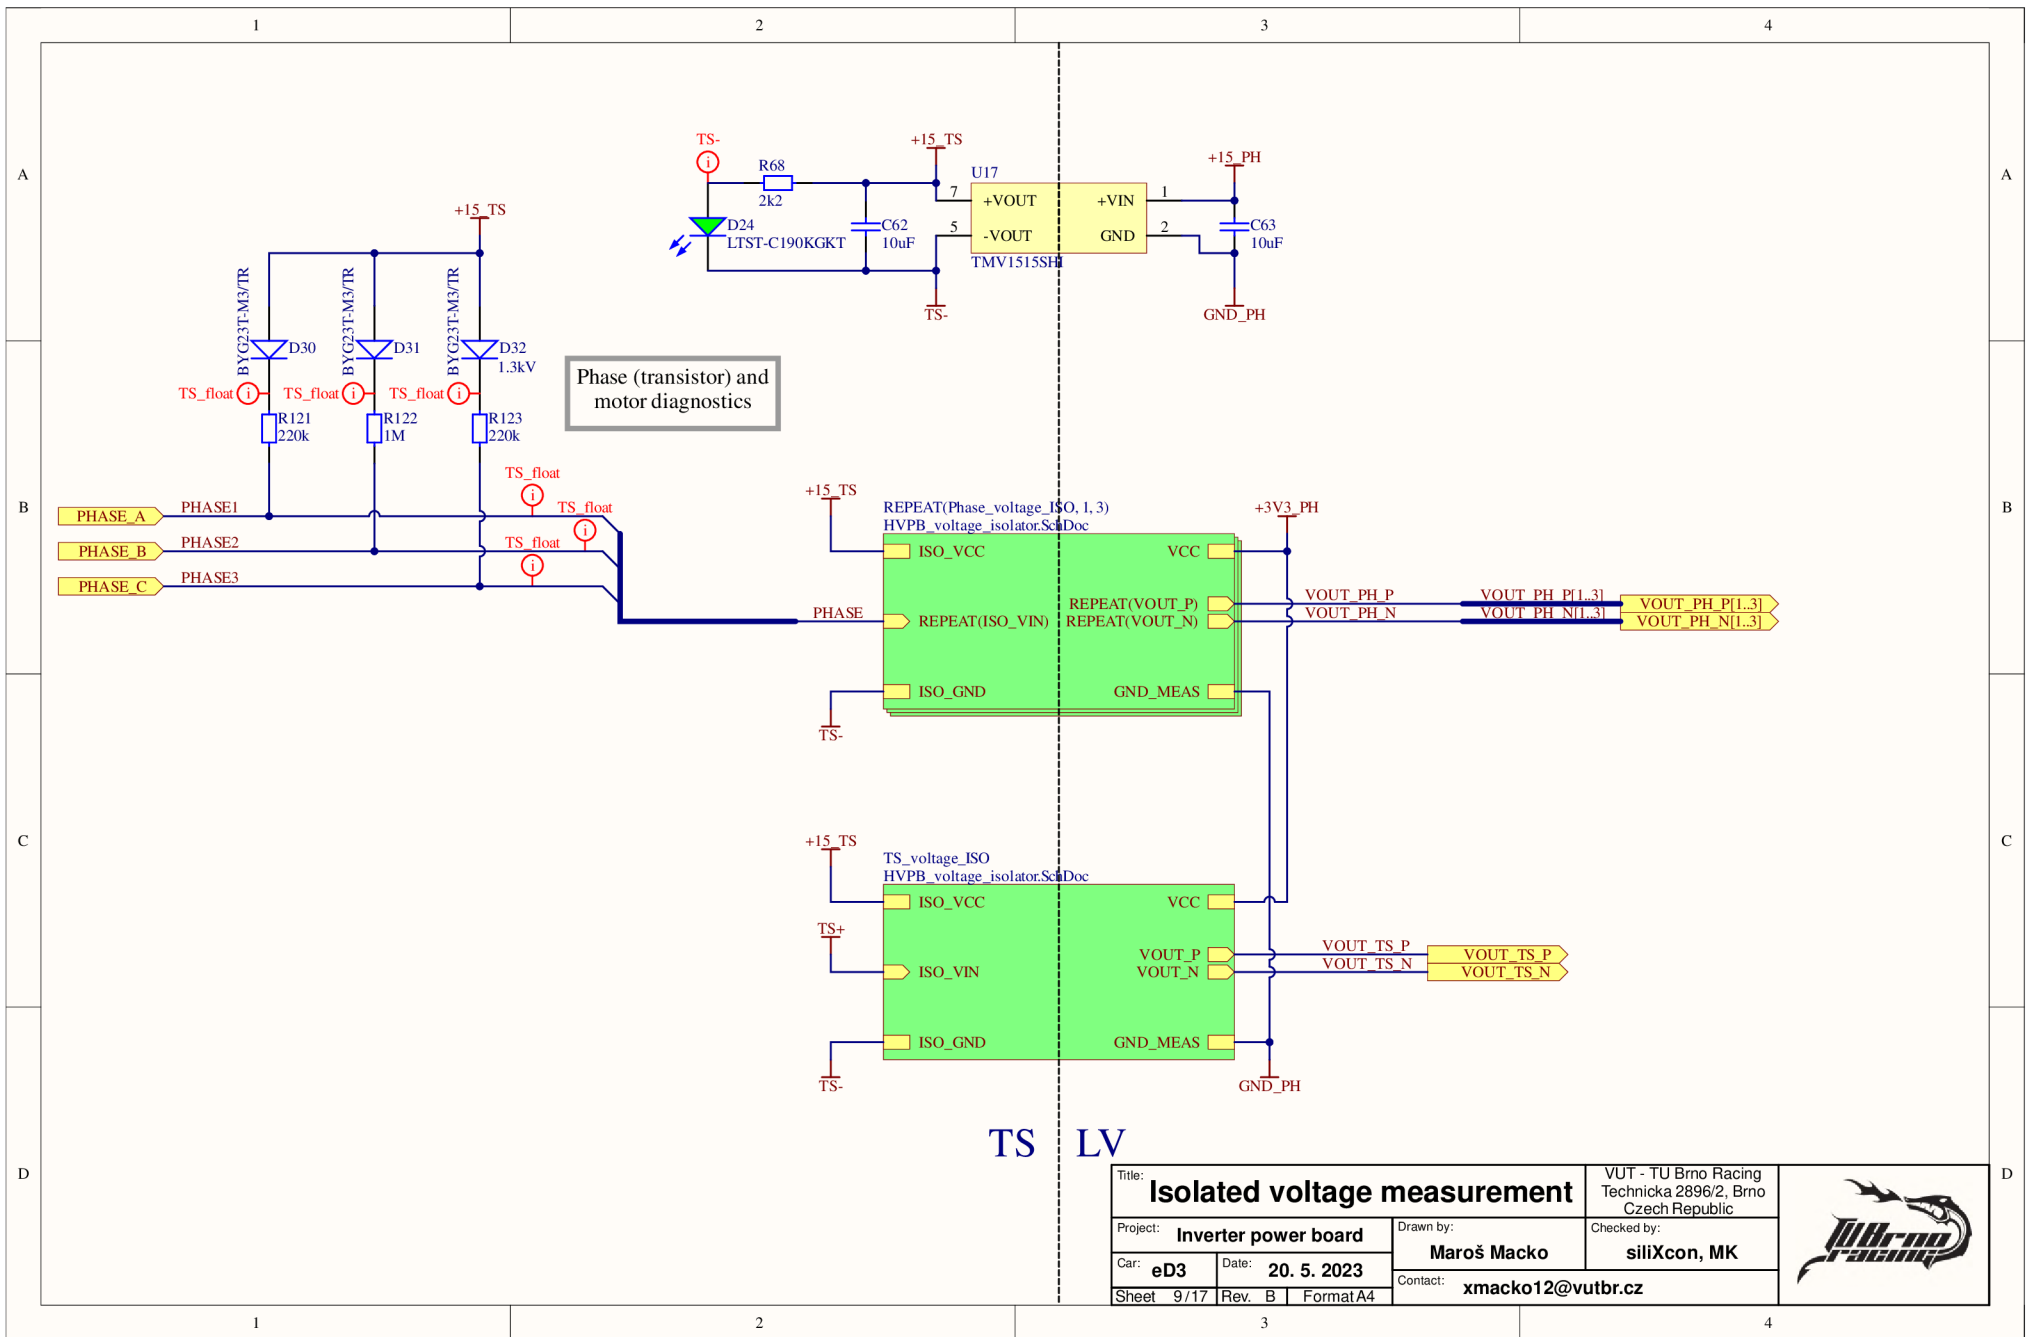 1 2 3 4
A A
B B
C C
D D
TS-
R68
2k2
D24
LTST-C190KGKT
C62
10uF
+15_TS
U17
7 +VOUT +VIN 1
5 -VOUT GND 2
TMV1515SHI
TS-
+15_PH
C63
10uF
GND_PH
+15_TS
BYG23T-M3/TR
BYG23T-M3/TR
BYG23T-M3/TR
D30
D31
D32
1.3kV
TS_float
TS_float
TS_float
R121
220k
R122
1M
R123
220k
Phase (transistor) and
motor diagnostics
TS_float
TS_float
TS_float
PHASE_A PHASE1
PHASE_B PHASE2
PHASE_C PHASE3
PHASE
+15_TS
REPEAT(Phase_voltage_ISO, 1, 3)
HVPB_voltage_isolator.SchDoc
ISO_VCC VCC
REPEAT(VOUT_P)
REPEAT(ISO_VIN) REPEAT(VOUT_N)
ISO_GND GND_MEAS
TS-
+3V3_PH
VOUT_PH_P VOUT_PH_P[1..3] VOUT_PH_P[1..3]
VOUT_PH_N VOUT_PH_N[1..3] VOUT_PH_N[1..3]
+15_TS
TS_voltage_ISO
HVPB_voltage_isolator.SchDoc
ISO_VCC VCC
TS+
VOUT_P
ISO_VIN VOUT_N
ISO_GND GND_MEAS
TS-
VOUT_TS_P VOUT_TS_P
VOUT_TS_N VOUT_TS_N
GND_PH
TS LV
Title: Isolated voltage measurement
VUT - TU Brno Racing
Technicka 2896/2, Brno
Czech Republic
Project: Inverter power board
Drawn by: Maroš Macko
Checked by: siliXcon, MK
Car: eD3
Date: 20. 5. 2023
Contact: xmacko12@vutbr.cz
Sheet 9/17 Rev. B Format A4
TU Brno
racing
1 2 3 4